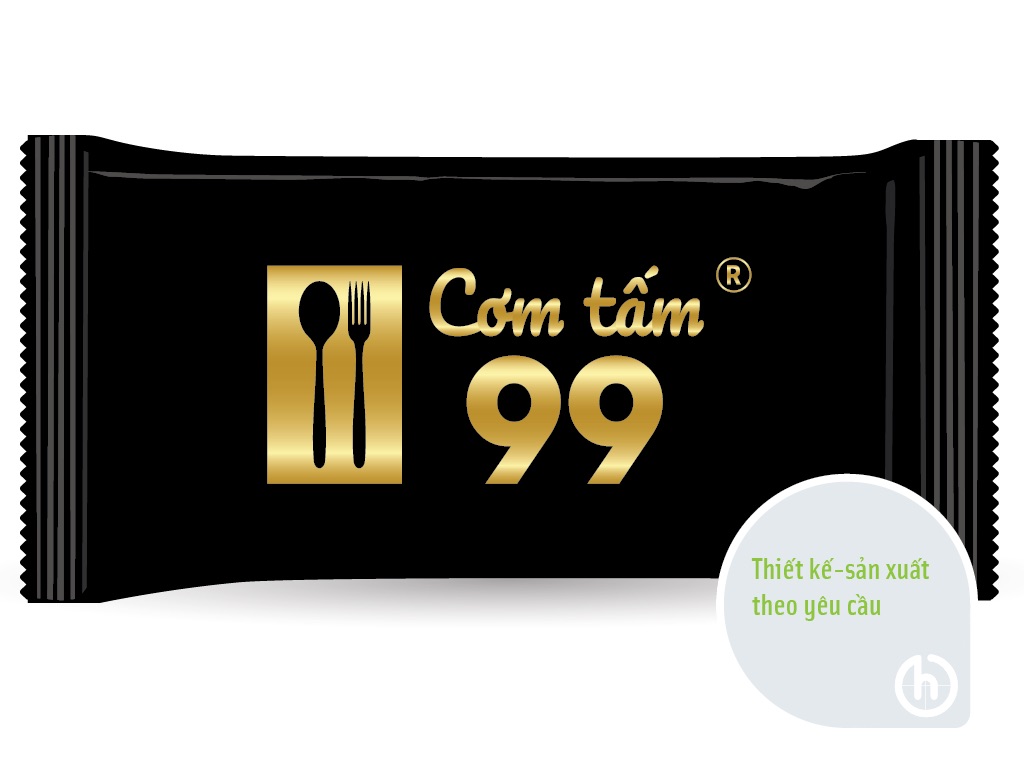 Cơm tấm ®
99
Thiết kế-sản xuất
theo yêu cầu
h